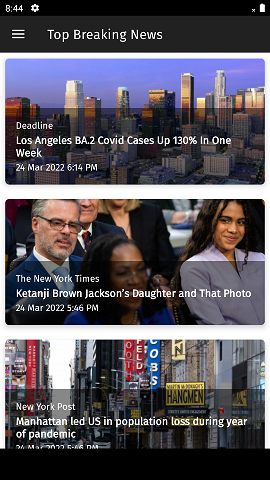 8:44
Top Breaking News
Deadline
Los Angeles BA.2 Covid Cases Up 130% In One
Week
24 Mar 2022 6:14 PM
The New York Times
Ketanji Brown Jackson's Daughter and That Photo
24 Mar 2022 5:46 PM
MARTIN McDONAGH'S
HANGMEN
New York Post
Manhattan led US in population loss during year
of pandemic
24 Mar 2022 5:46 PM